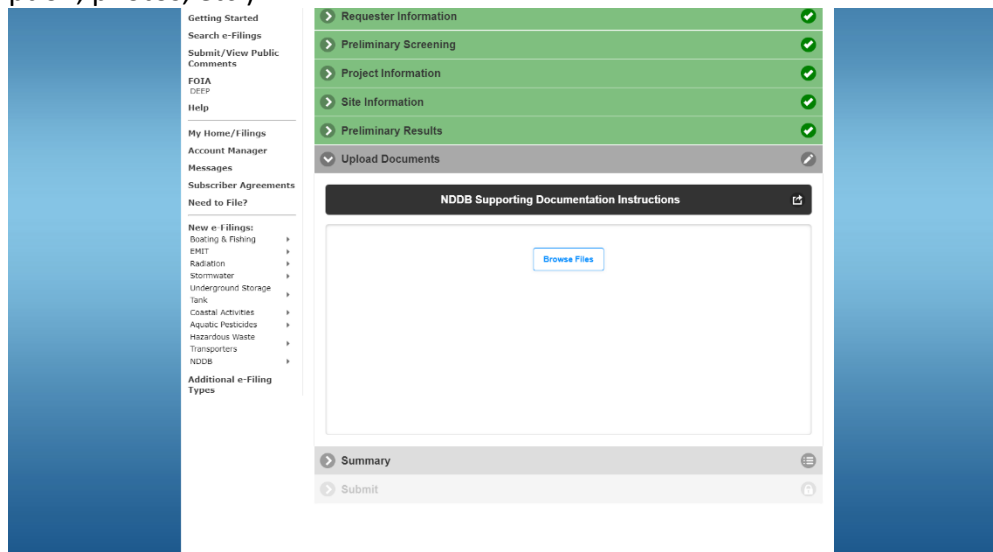 Getting Started
Search e-Filings
Submit/View Public
Comments
FOIA
DEEP
Help
My Home/Filings
Account Manager
Messages
Subscriber Agreements
Need to File?
New e-Filings:
Boating & Fishing
EMIT
Radiation
Stormwater
Underground Storage
Tank
Coastal Activities
Aquatic Pesticides
Hazardous Waste
Transporters
NDDB
Additional e-Filing
Types
Requester Information
Preliminary Screening
Project Information
Site Information
Preliminary Results
Upload Documents
NDDB Supporting Documentation Instructions
Browse Files
Summary
Submit